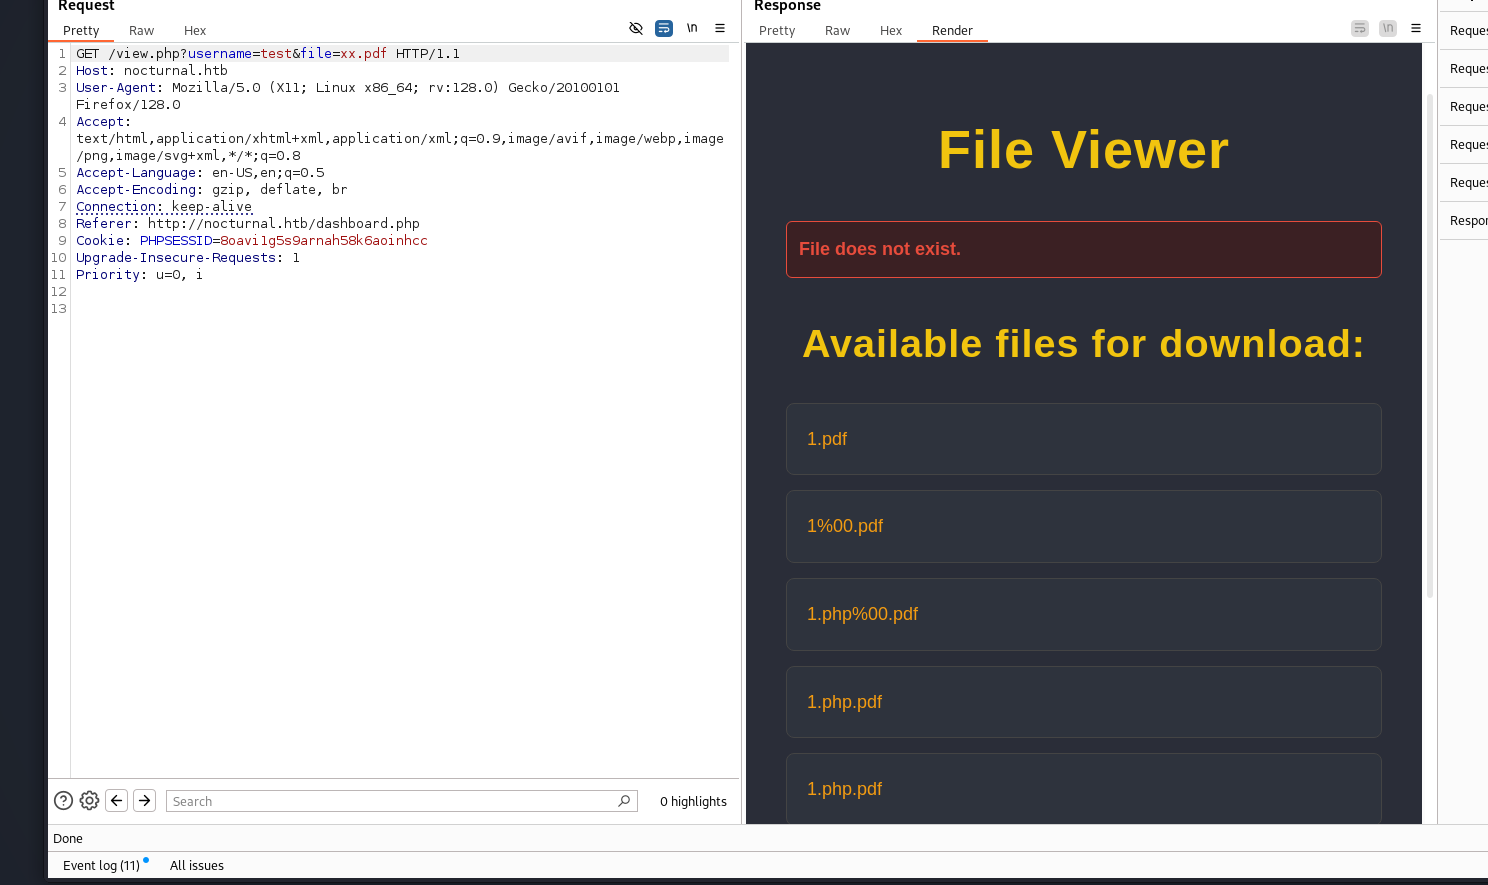 Request
Pretty Raw Hex
\n
1 GET /view.php?username=test&file=xx.pdf HTTP/1.1
2 Host: nocturnal.htb
3 User-Agent: Mozilla/5.0 (X11; Linux x86_64; rv:128.0) Gecko/20100101
Firefox/128.0
4 Accept:
text/html,application/xhtml+xml,application/xml;q=0.9,image/avif,image/webp,image
/png,image/svg+xml,*/*;q=0.8
5 Accept-Language: en-US,en;q=0.5
6 Accept-Encoding: gzip, deflate, br
7 Connection: keep-alive
8 Referer: http://nocturnal.htb/dashboard.php
9 Cookie: PHPSESSID=8oavi1g5s9arnah58k6aoinhcc
10 Upgrade-Insecure-Requests: 1
11 Priority: u=0, i
12
13
Search
0 highlights
Response
Pretty Raw Hex Render
\n
File Viewer
File does not exist.
Available files for download:
1.pdf
1%00.pdf
1.php%00.pdf
1.php.pdf
1.php.pdf
Reque
Reque
Reque
Reque
Reque
Respor
Done
Event log (11) All issues